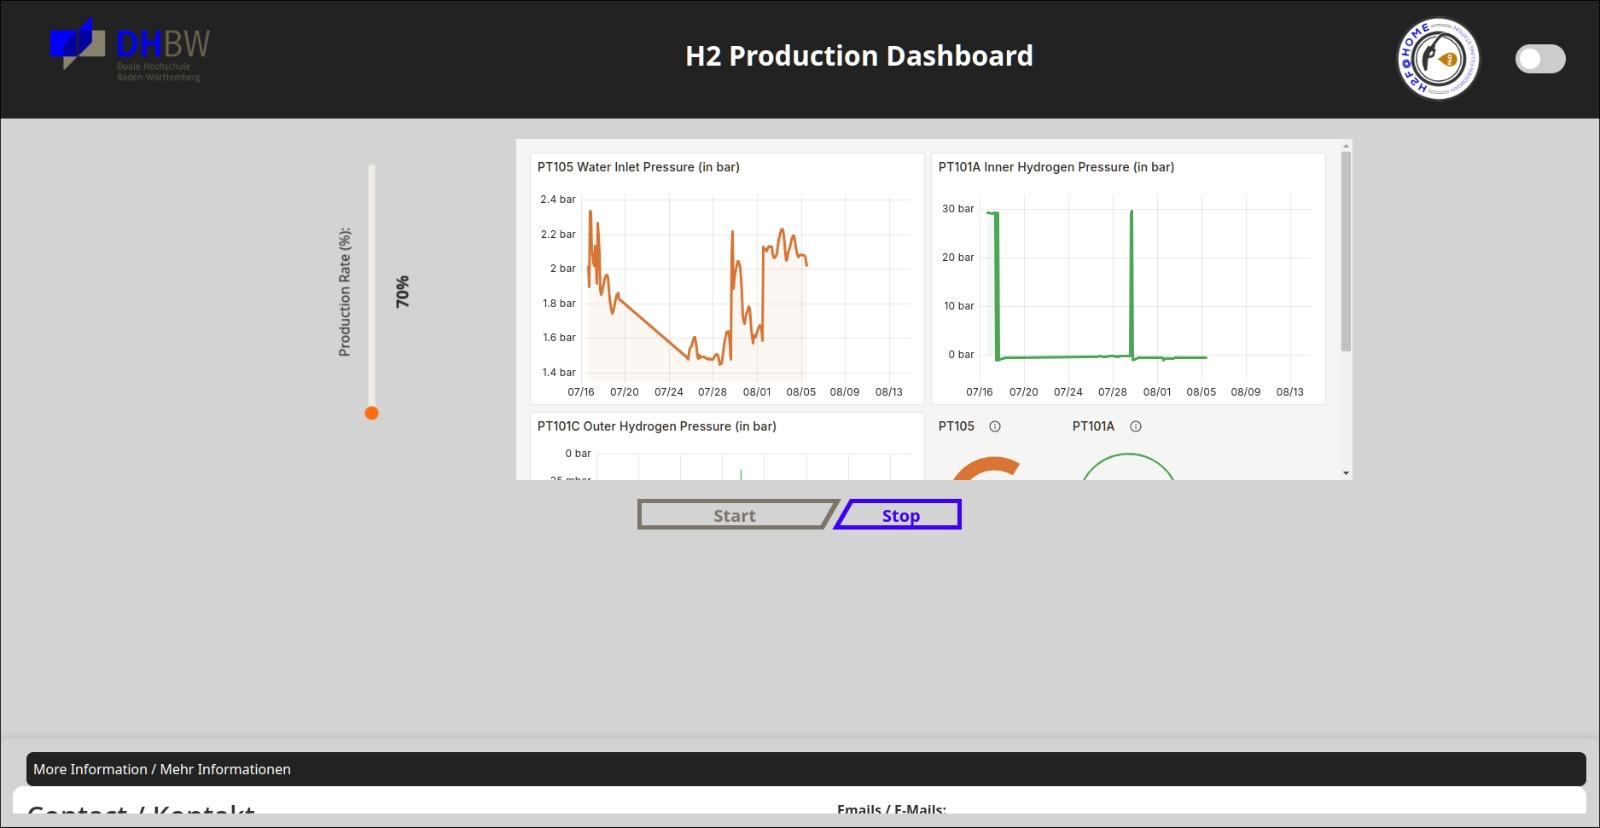 DHBW
Duale Hochschule
Baden-Württemberg
H2 Production Dashboard
H2F@HOME
Production Rate (%):
70%
PT105 Water Inlet Pressure (in bar)
2.4 bar
2.2 bar
2 bar
1.8 bar
1.6 bar
1.4 bar
07/16 07/20 07/24 07/28 08/01 08/05 08/09 08/13
PT101A Inner Hydrogen Pressure (in bar)
30 bar
20 bar
10 bar
0 bar
07/16 07/20 07/24 07/28 08/01 08/05 08/09 08/13
PT101C Outer Hydrogen Pressure (in bar)
0 bar
PT105
PT101A
Start
Stop
More Information / Mehr Informationen
Contact / Kontakt
Emails / E-Mails: